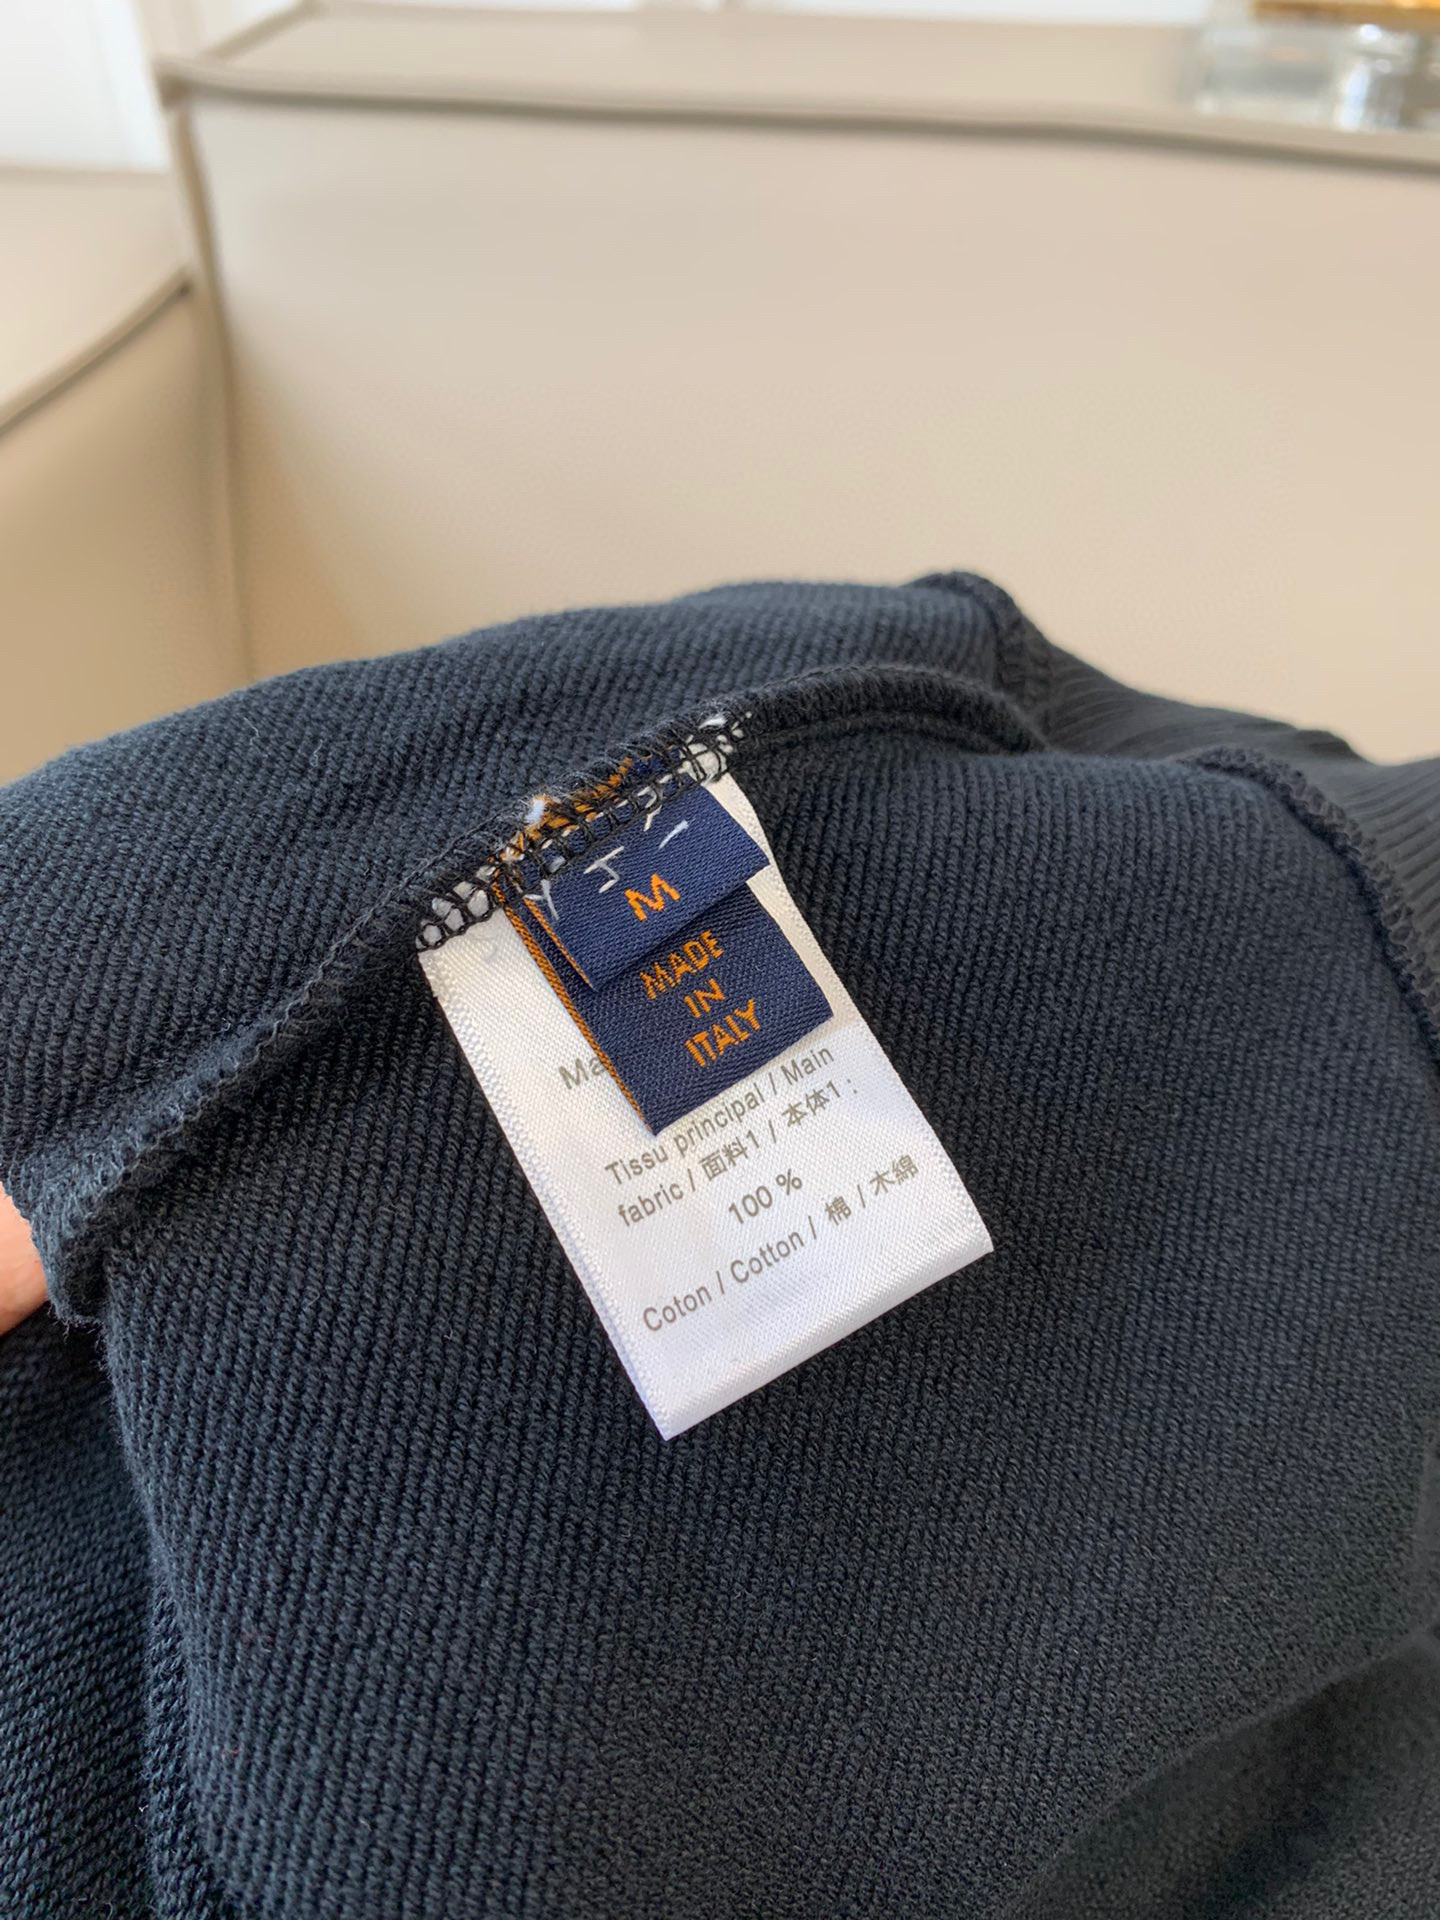 M
MADE
IN
ITALY
Tissu principal / Main
fabric / 面料1 / 本体1 :
100 %
Coton / Cotton / 棉 / 木綿